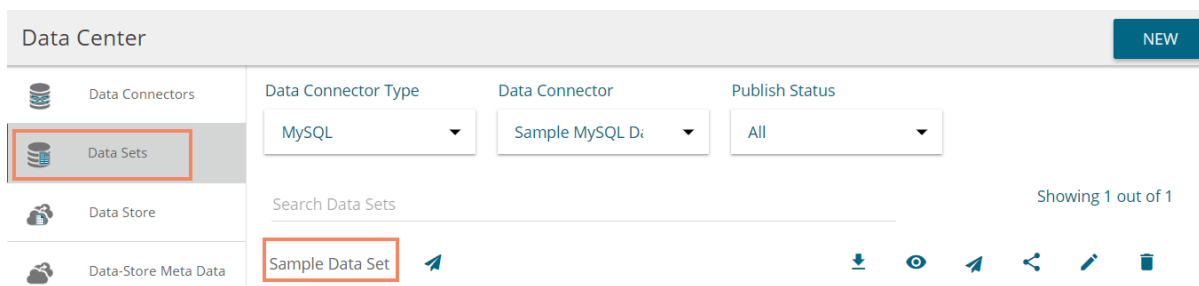 Data Center
NEW
Data Connectors
Data Sets
Data Store
Data-Store Meta Data
Data Connector Type
Data Connector
Publish Status
MySQL
Sample MySQL Da
All
Search Data Sets
Showing 1 out of 1
Sample Data Set